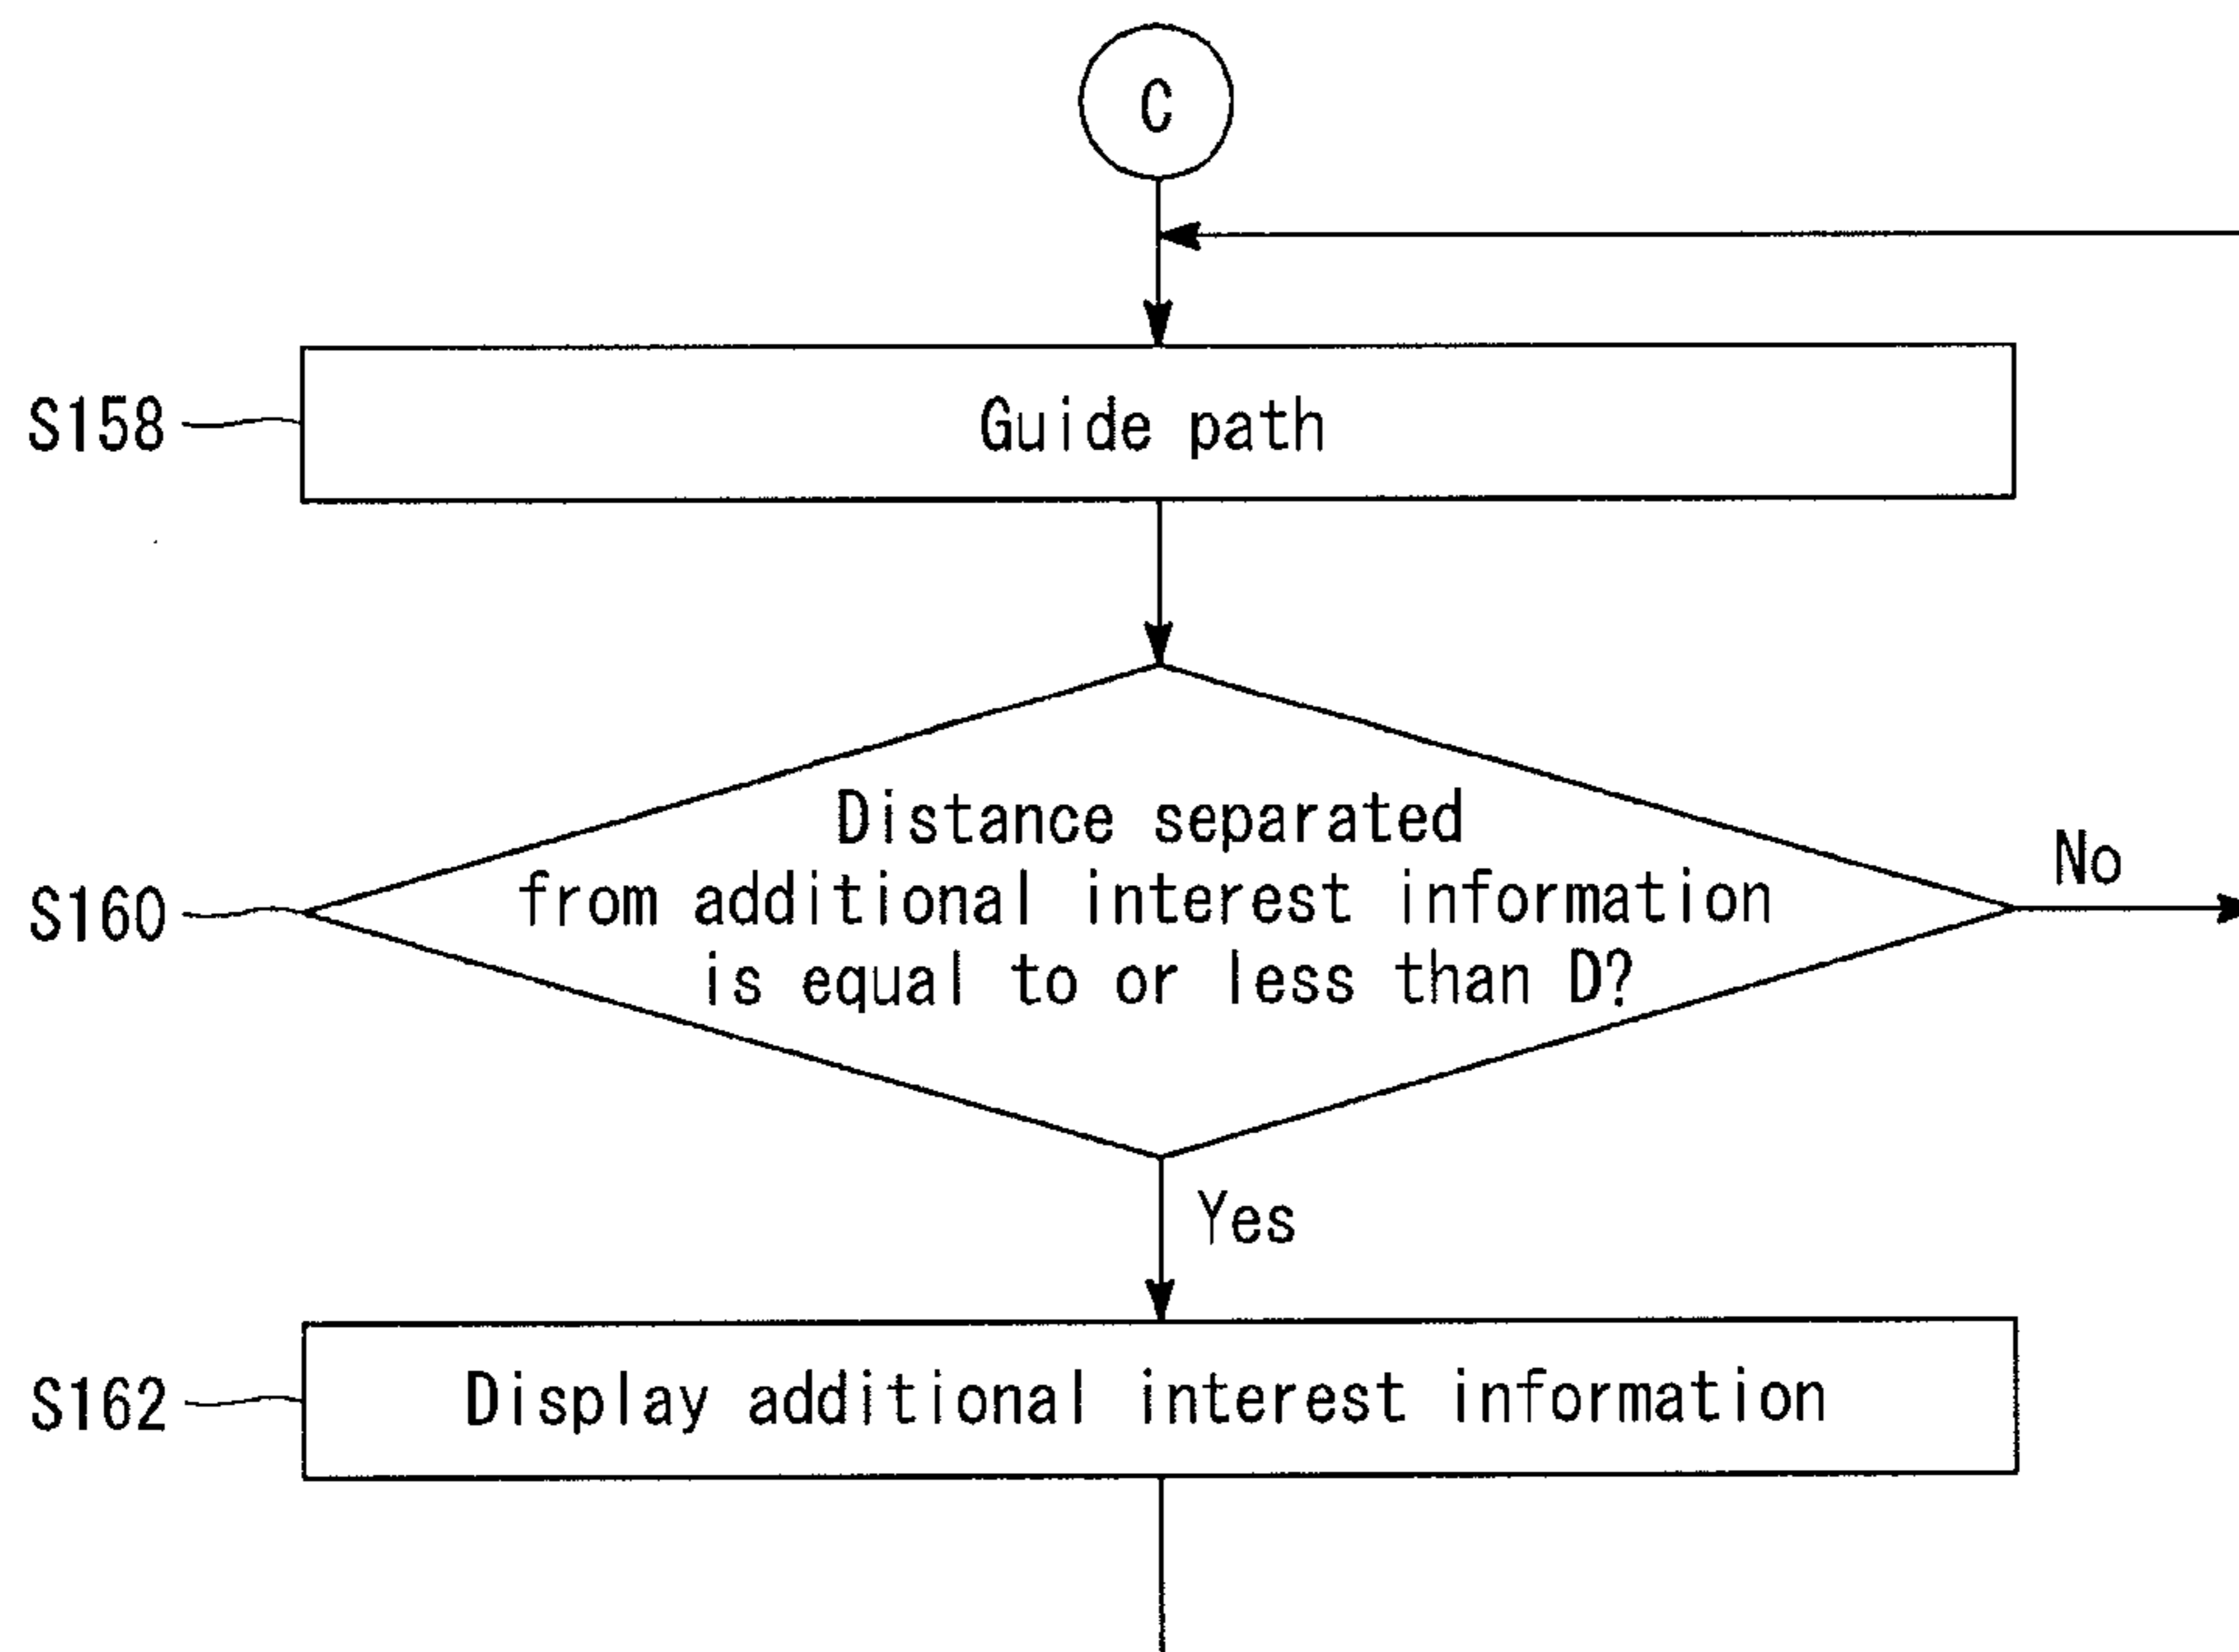 C
S158
Guide path
S160
Distance separated
from additional interest information
is equal to or less than D?
No
Yes
S162
Display additional interest information